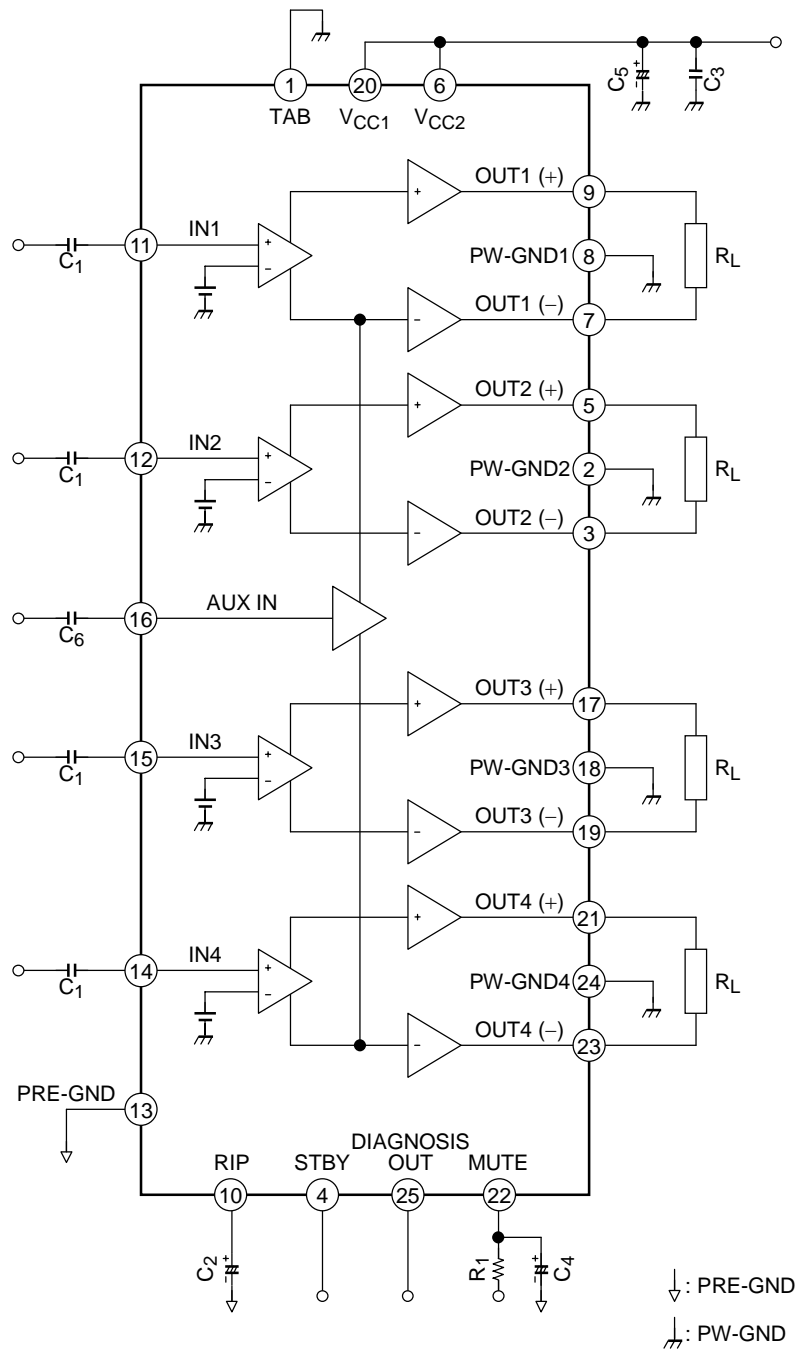 1 20 6
TAB VCC1 VCC2
C5 + -
C3
OUT1 (+) 9
+
11 IN1
C1
+
-
PW-GND1 8
RL
OUT1 (−) 7
-
OUT2 (+) 5
+
12 IN2
C1
+
-
PW-GND2 2
RL
OUT2 (−) 3
-
16 AUX IN
C6
OUT3 (+) 17
+
15 IN3
C1
+
-
PW-GND3 18
RL
OUT3 (−) 19
-
OUT4 (+) 21
+
14 IN4
C1
+
-
PW-GND4 24
RL
OUT4 (−) 23
-
PRE-GND 13
DIAGNOSIS
RIP STBY OUT MUTE
10 4 25 22
C2 + -
R1
C4 + -
: PRE-GND
: PW-GND